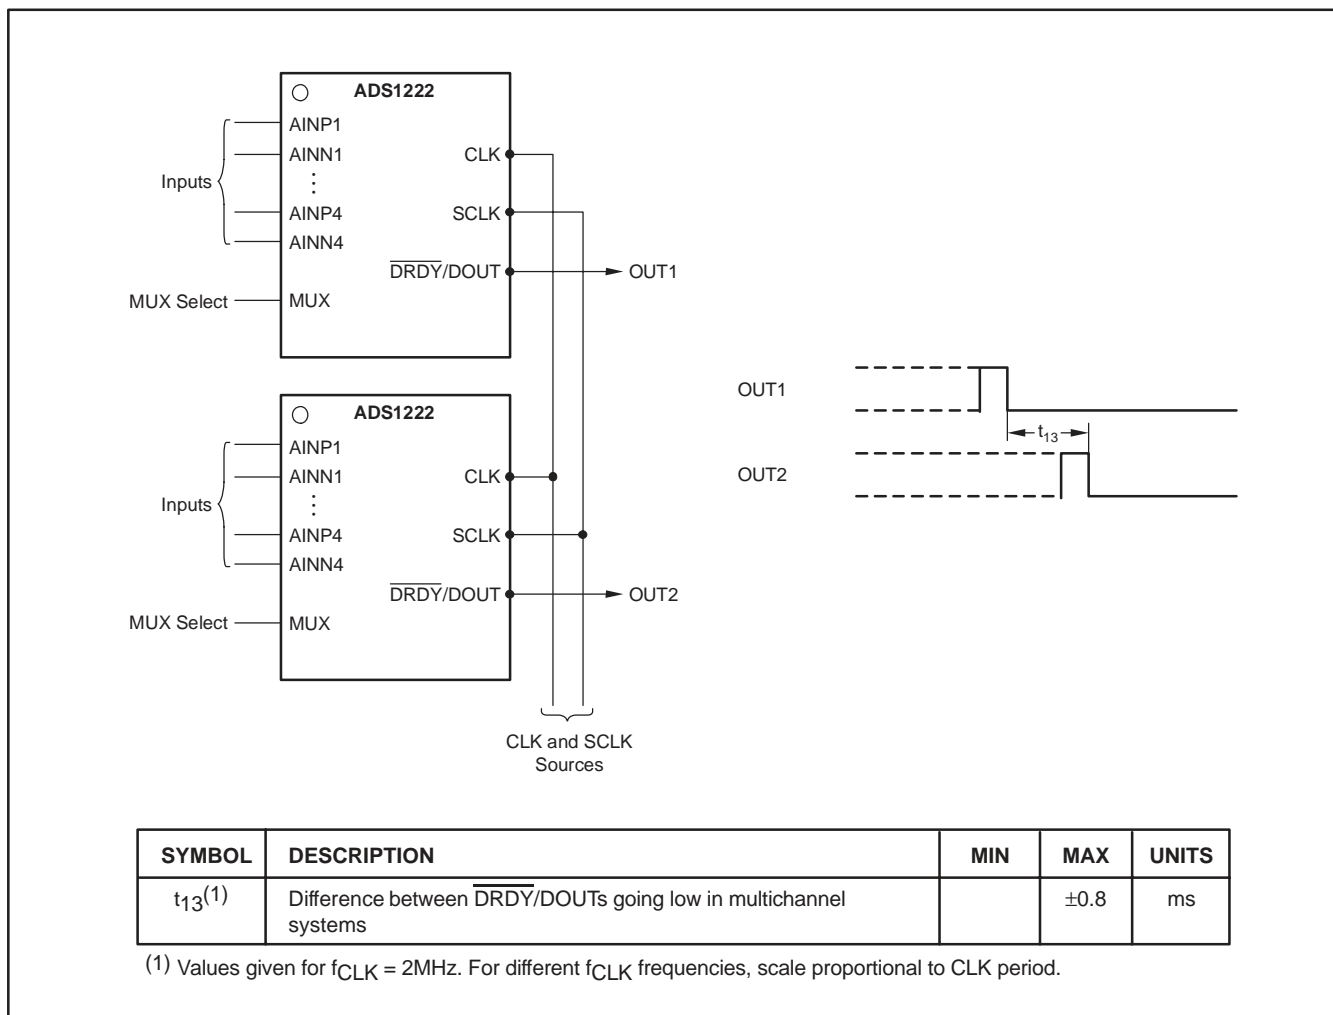 ADS1222
AINP1
AINN1
⋮
AINP4
AINN4
Inputs
MUX Select
MUX
CLK
SCLK
DRDY/DOUT
OUT1
ADS1222
AINP1
AINN1
⋮
AINP4
AINN4
Inputs
MUX Select
MUX
CLK
SCLK
DRDY/DOUT
OUT2
CLK and SCLK
Sources
OUT1
t13
OUT2
SYMBOL DESCRIPTION MIN MAX UNITS
t13(1) Difference between DRDY/DOUTs going low in multichannel ±0.8 ms
systems
(1) Values given for fCLK = 2MHz. For different fCLK frequencies, scale proportional to CLK period.